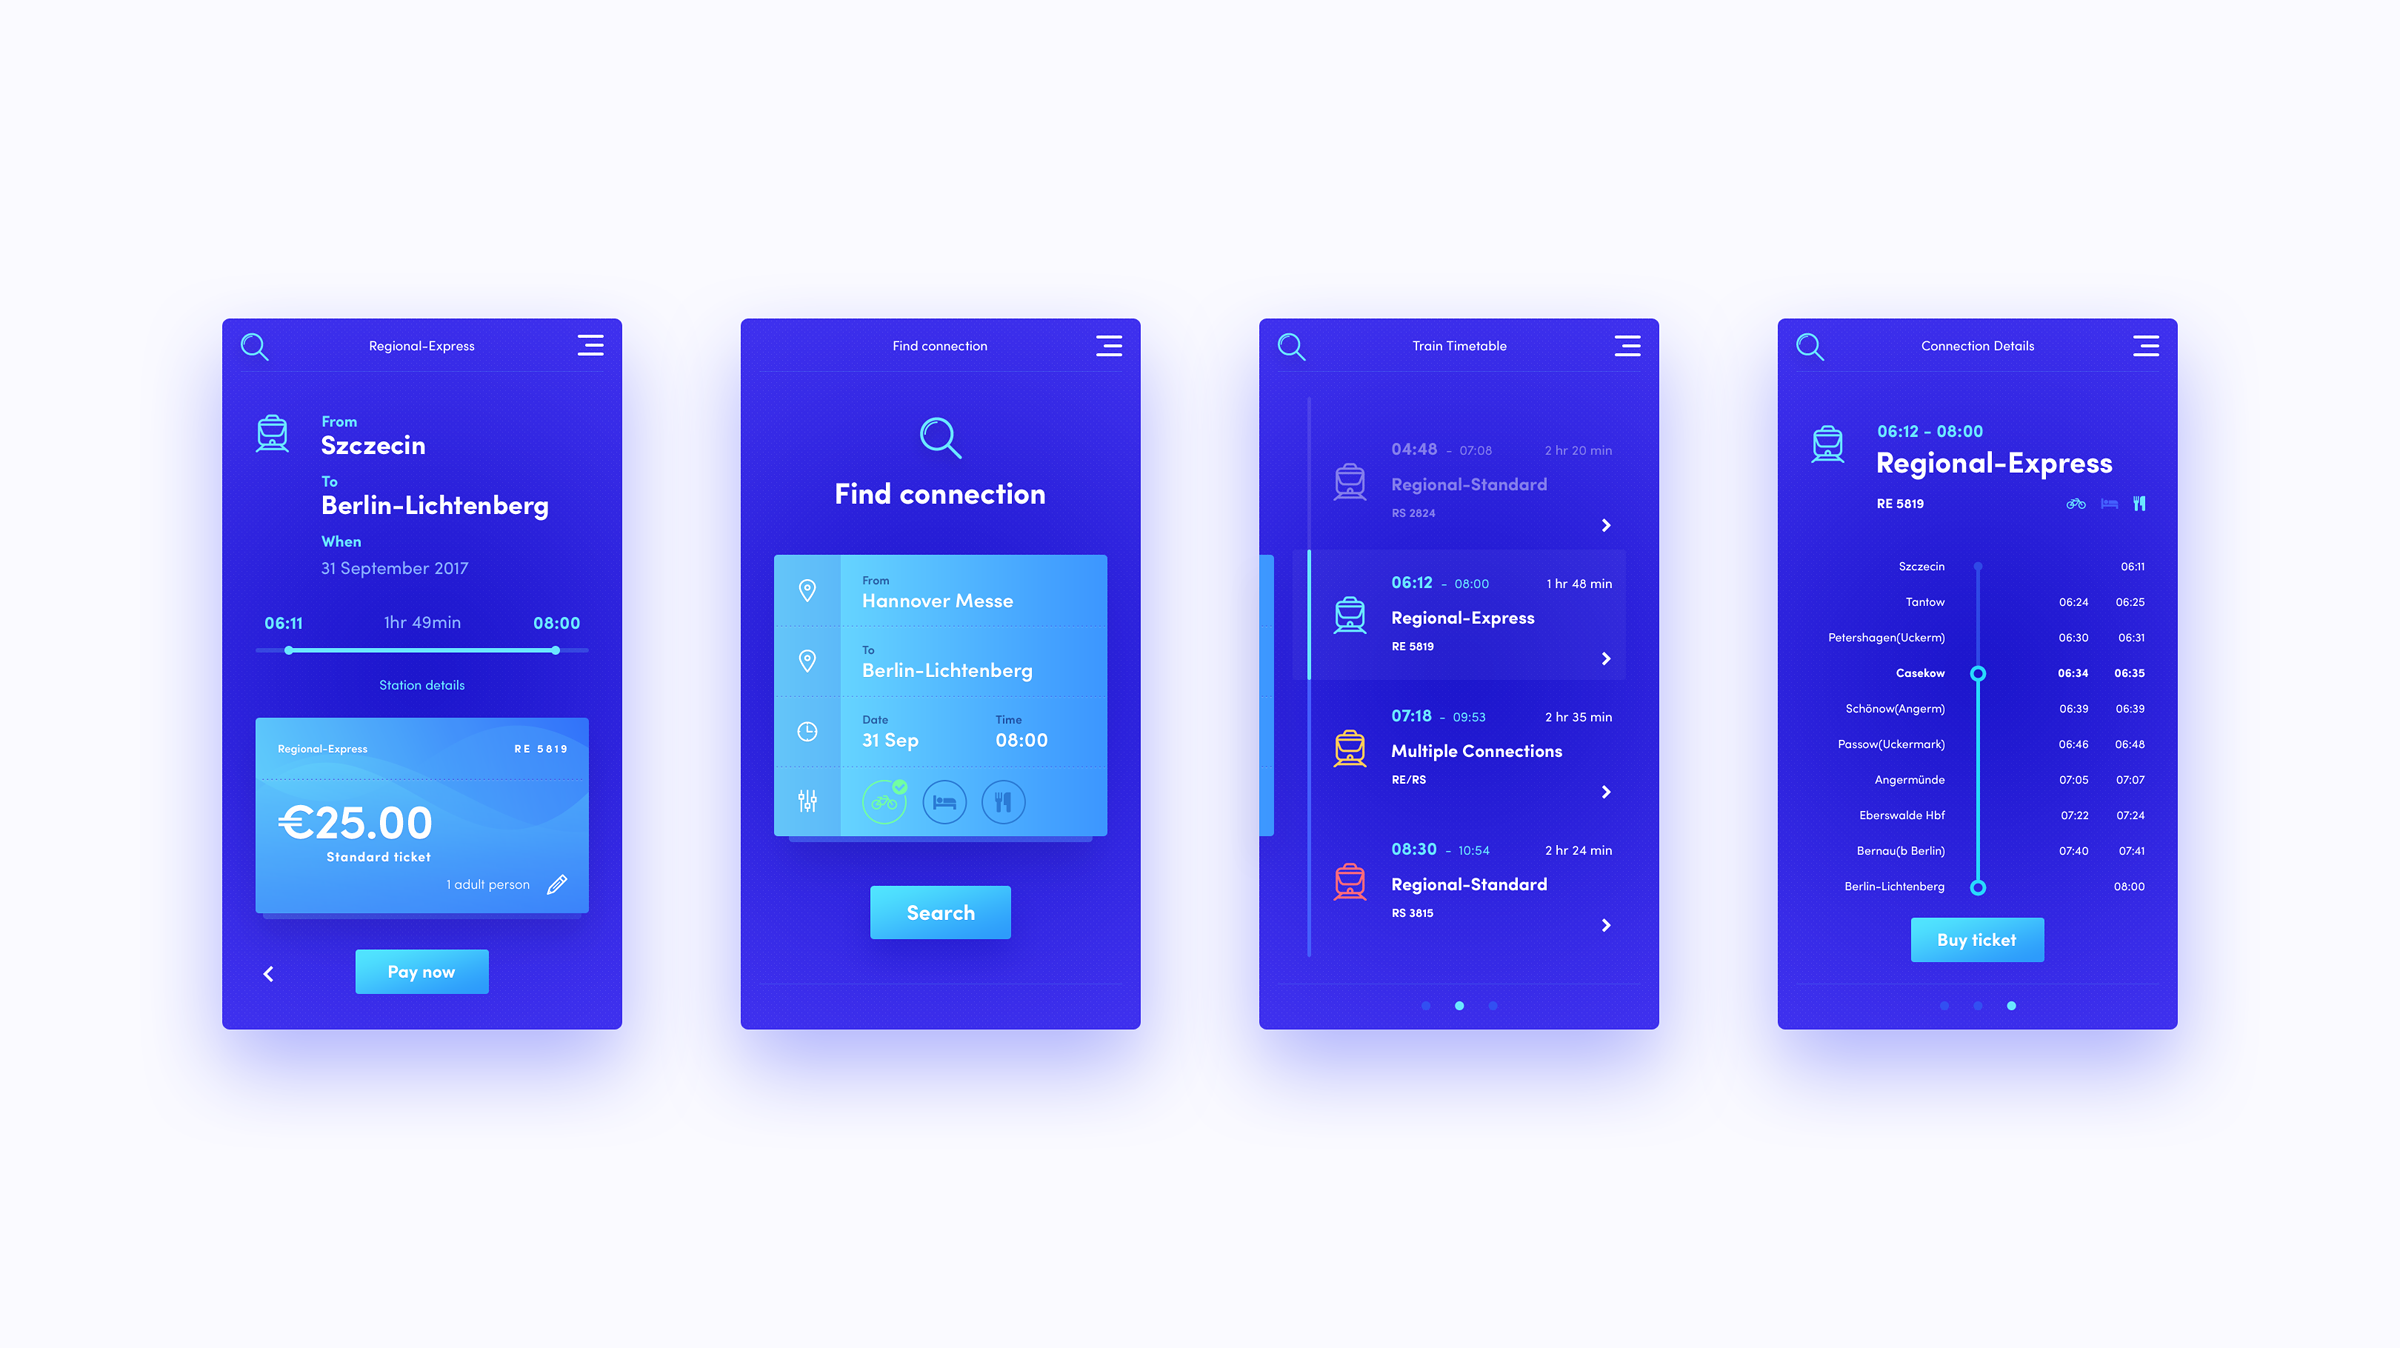 Regional-Express
From
Szczecin
To
Berlin-Lichtenberg
When
31 September 2017
06:11 1hr 49min 08:00
Station details
Regional-Express RE 5819
€25.00
Standard ticket
1 adult person
Pay now
Find connection
Find connection
From
Hannover Messe
To
Berlin-Lichtenberg
Date Time
31 Sep 08:00
Search
Train Timetable
04:48 - 07:08 2 hr 20 min
Regional-Standard
RS 2824
06:12 - 08:00 1 hr 48 min
Regional-Express
RE 5819
07:18 - 09:53 2 hr 35 min
Multiple Connections
RE/RS
08:30 - 10:54 2 hr 24 min
Regional-Standard
RS 3815
Connection Details
06:12 - 08:00
Regional-Express
RE 5819
Szczecin 06:11
Tantow 06:24 06:25
Petershagen(Uckerm) 06:30 06:31
Casekow 06:34 06:35
Schönow(Angerm) 06:39 06:39
Passow(Uckermark) 06:46 06:48
Angermünde 07:05 07:07
Eberswalde Hbf 07:22 07:24
Bernau(b Berlin) 07:40 07:41
Berlin-Lichtenberg 08:00
Buy ticket